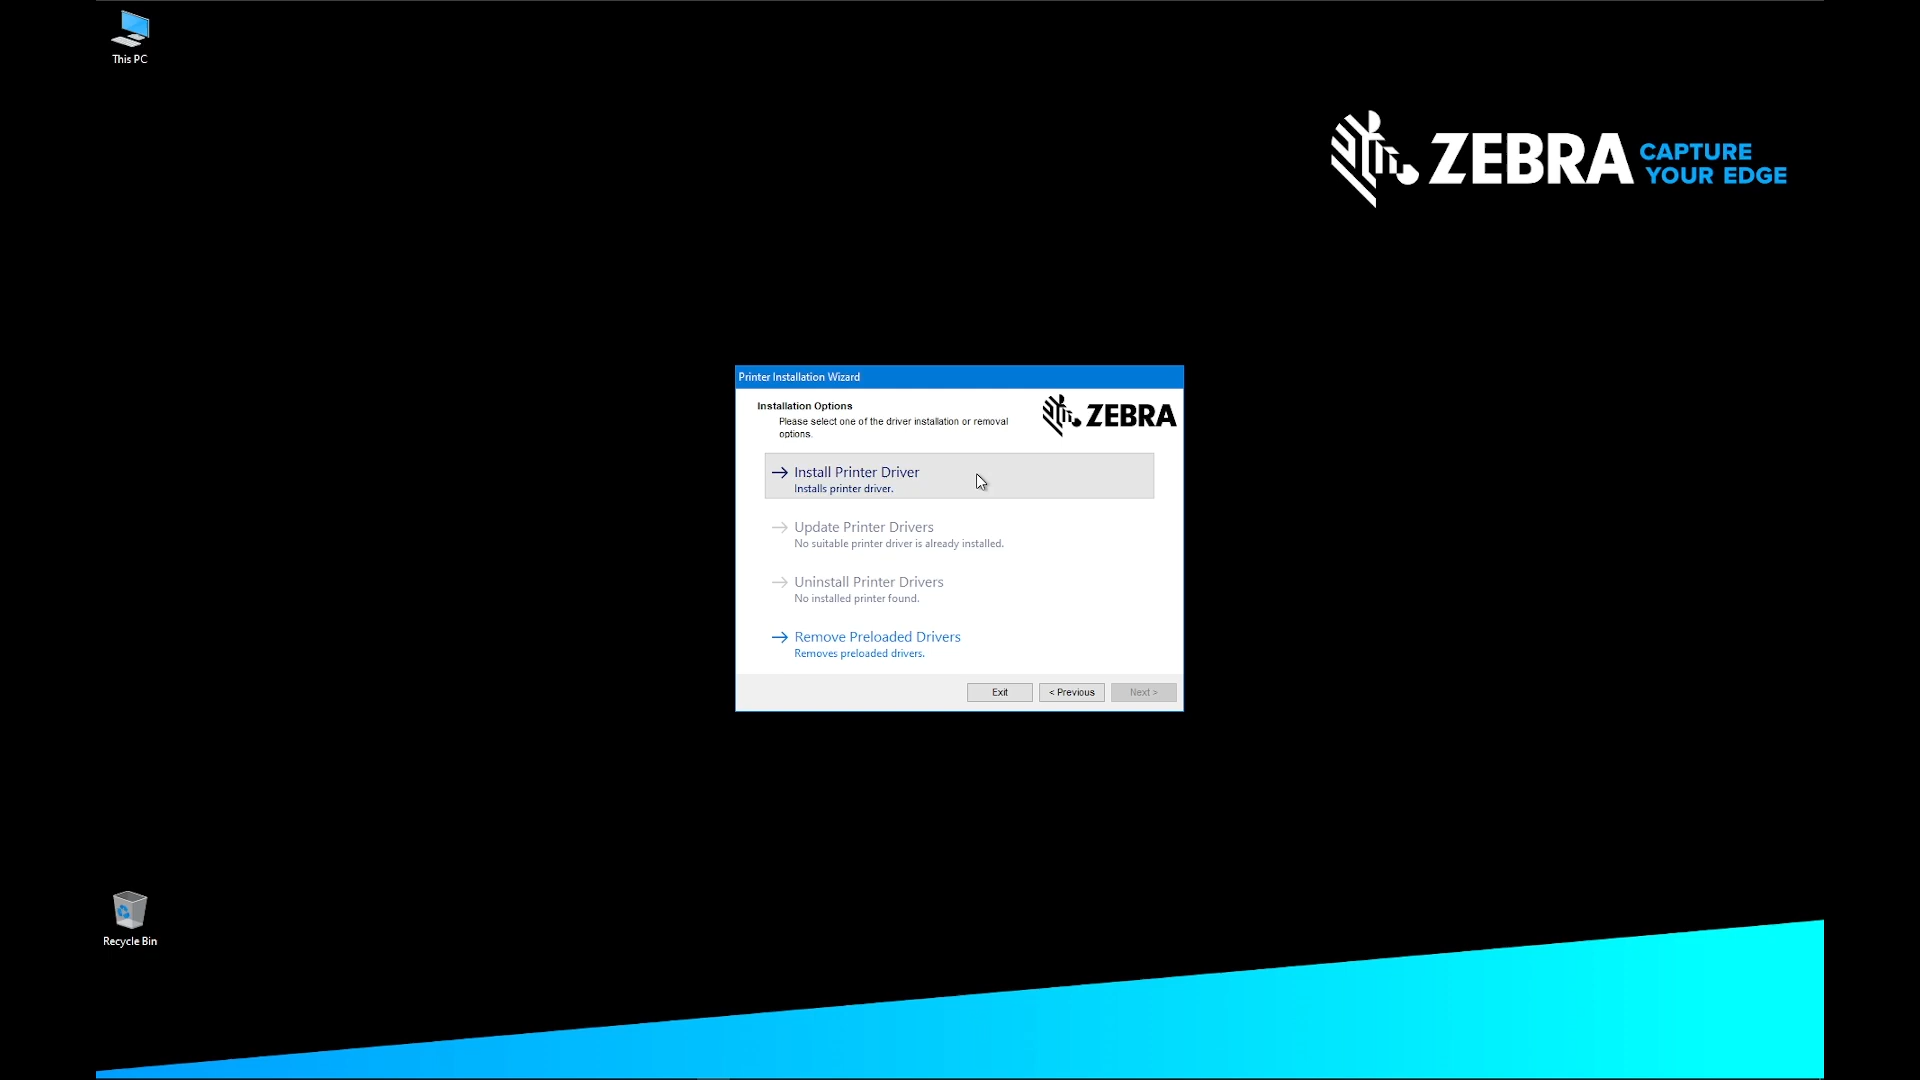 This PC
ZEBRA CAPTURE
YOUR EDGE
Printer Installation Wizard
Installation Options
Please select one of the driver installation or removal
options.
ZEBRA
Install Printer Driver
Installs printer driver.
Update Printer Drivers
No suitable printer driver is already installed.
Uninstall Printer Drivers
No installed printer found.
Remove Preloaded Drivers
Removes preloaded drivers.
Exit
< Previous
Next >
Recycle Bin